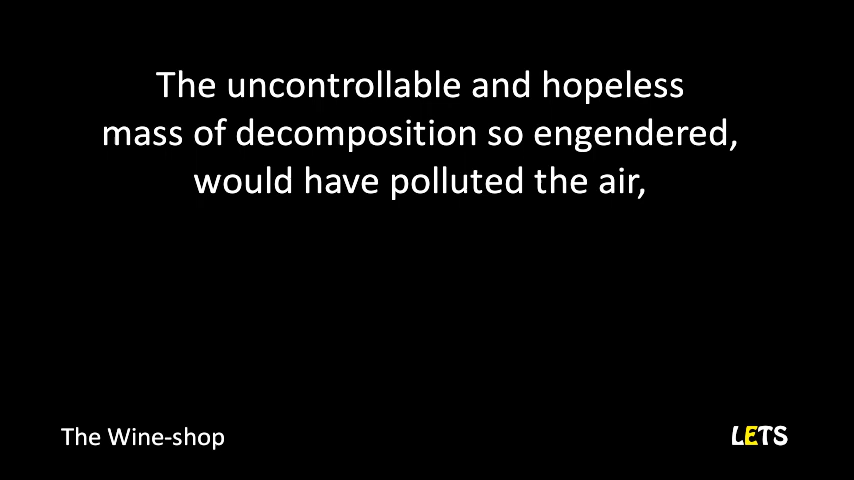 The uncontrollable and hopeless
mass of decomposition so engendered,
would have polluted the air,
The Wine-shop
LETS